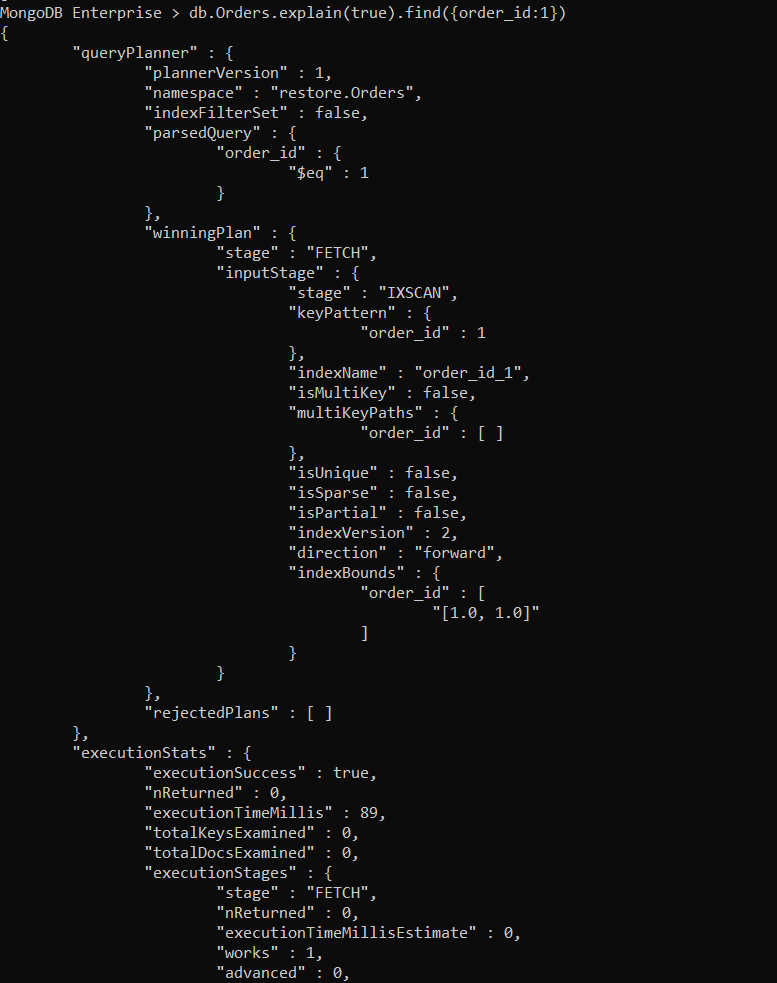 MongoDB Enterprise > db.Orders.explain(true).find({order_id:1})
{
        "queryPlanner" : {
                "plannerVersion" : 1,
                "namespace" : "restore.Orders",
                "indexFilterSet" : false,
                "parsedQuery" : {
                        "order_id" : {
                                "$eq" : 1
                        }
                },
                "winningPlan" : {
                        "stage" : "FETCH",
                        "inputStage" : {
                                "stage" : "IXSCAN",
                                "keyPattern" : {
                                        "order_id" : 1
                                },
                                "indexName" : "order_id_1",
                                "isMultiKey" : false,
                                "multiKeyPaths" : {
                                        "order_id" : [ ]
                                },
                                "isUnique" : false,
                                "isSparse" : false,
                                "isPartial" : false,
                                "indexVersion" : 2,
                                "direction" : "forward",
                                "indexBounds" : {
                                        "order_id" : [
                                                "[1.0, 1.0]"
                                        ]
                                }
                        }
                },
                "rejectedPlans" : [ ]
        },
        "executionStats" : {
                "executionSuccess" : true,
                "nReturned" : 0,
                "executionTimeMillis" : 89,
                "totalKeysExamined" : 0,
                "totalDocsExamined" : 0,
                "executionStages" : {
                        "stage" : "FETCH",
                        "nReturned" : 0,
                        "executionTimeMillisEstimate" : 0,
                        "works" : 1,
                        "advanced" : 0,